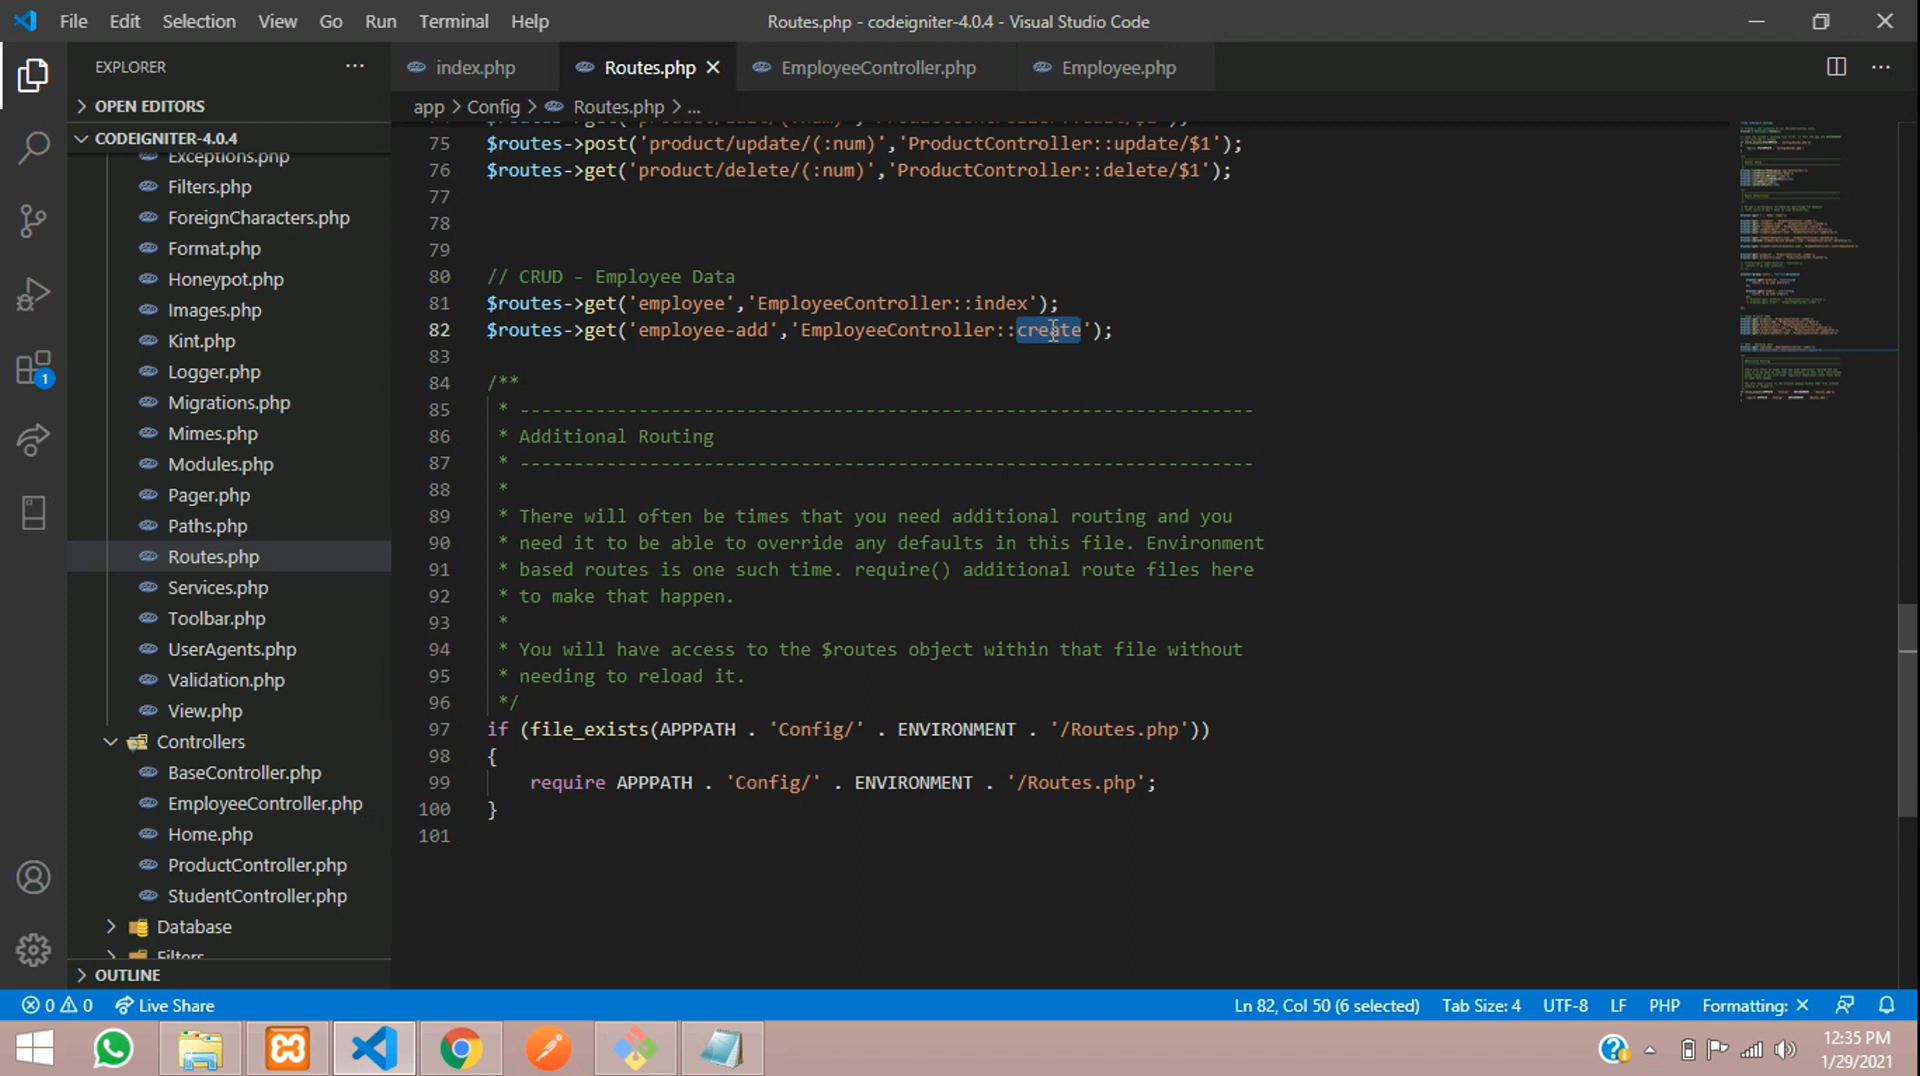 File Edit Selection View Go Run Terminal Help
Routes.php - codeigniter-4.0.4 - Visual Studio Code
EXPLORER
index.php
Routes.php
EmployeeController.php
Employee.php
OPEN EDITORS
CODEIGNITER-4.0.4
app > Config > Routes.php > ...
Exceptions.php
Filters.php
ForeignCharacters.php
Format.php
Honeypot.php
Images.php
Kint.php
Logger.php
Migrations.php
Mimes.php
Modules.php
Pager.php
Paths.php
Routes.php
Services.php
Toolbar.php
UserAgents.php
Validation.php
View.php
Controllers
BaseController.php
EmployeeController.php
Home.php
ProductController.php
StudentController.php
Database
Filters
OUTLINE
1
75 $routes->post('product/update/(:num)','ProductController::update/$1');
76 $routes->get('product/delete/(:num)','ProductController::delete/$1');
77
78
79
80 // CRUD - Employee Data
81 $routes->get('employee','EmployeeController::index');
82 $routes->get('employee-add','EmployeeController::create');
83
84 /**
85 * --------------------------------------------------------------------
86 * Additional Routing
87 * --------------------------------------------------------------------
88 *
89 * There will often be times that you need additional routing and you
90 * need it to be able to override any defaults in this file. Environment
91 * based routes is one such time. require() additional route files here
92 * to make that happen.
93 *
94 * You will have access to the $routes object within that file without
95 * needing to reload it.
96 */
97 if (file_exists(APPPATH . 'Config/' . ENVIRONMENT . '/Routes.php'))
98 {
99 require APPPATH . 'Config/' . ENVIRONMENT . '/Routes.php';
100 }
101
0 0 Live Share
Ln 82, Col 50 (6 selected) Tab Size: 4 UTF-8 LF PHP Formatting: ×
12:35 PM
1/29/2021